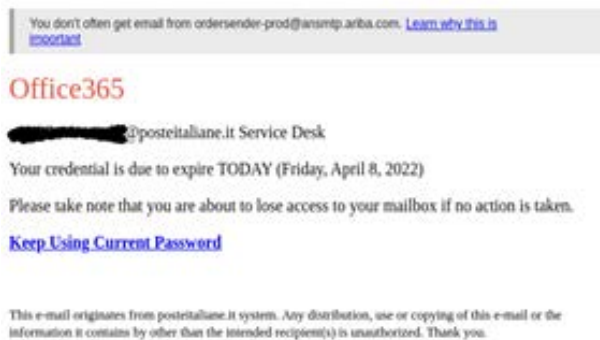 You don't often get email from ordersender-prod@ansmtp.ariba.com. Learn why this is
important
Office365
@posteitaliane.it Service Desk
Your credential is due to expire TODAY (Friday, April 8, 2022)
Please take note that you are about to lose access to your mailbox if no action is taken.
Keep Using Current Password
This e-mail originates from posteitaliane.it system. Any distribution, use or copying of this e-mail or the
information it contains by other than the intended recipient(s) is unauthorized. Thank you.